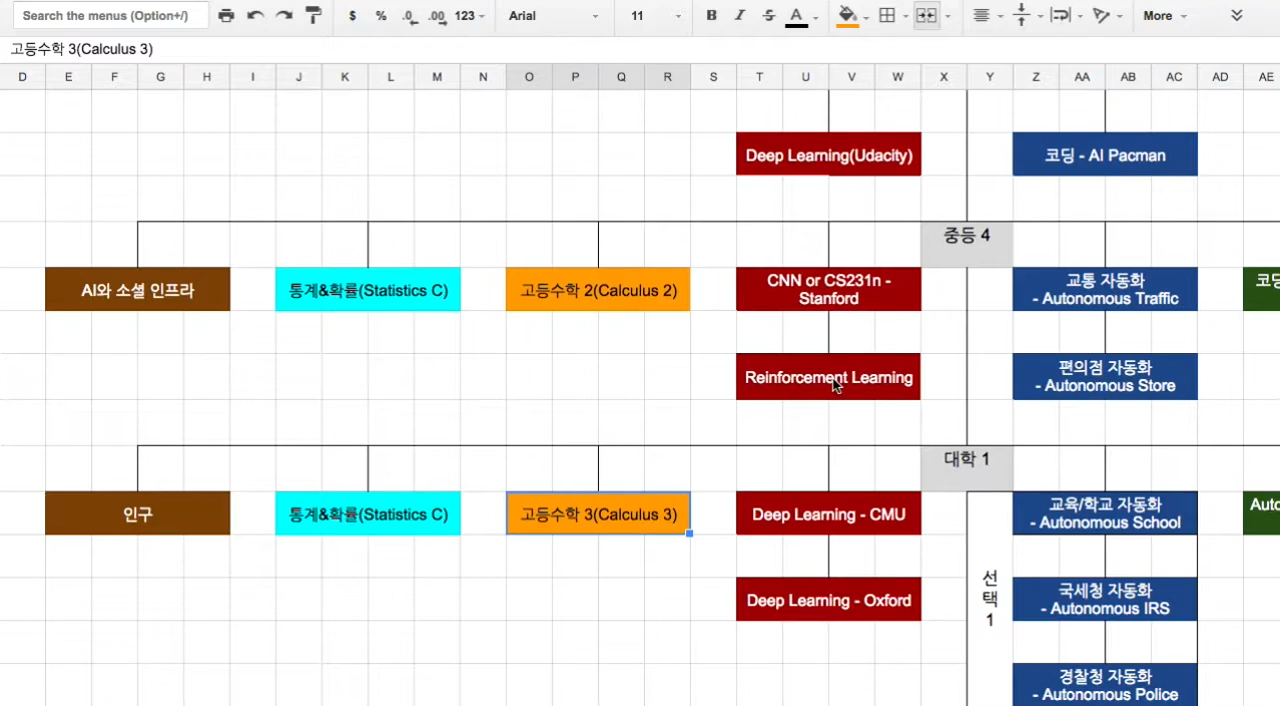 Search the menus (Option+/)
$ % .0 .00 123 Arial 11 B I S A More
고등수학 3(Calculus 3)
D E F G H I J K L M N O P Q R S T U V W X Y Z AA AB AC AD AE
Deep Learning(Udacity)
코딩 - AI Pacman
중등 4
AI와 소셜 인프라
통계&확률(Statistics C)
고등수학 2(Calculus 2)
CNN or CS231n -
Stanford
교통 자동화
- Autonomous Traffic
코딩
Reinforcement Learning
편의점 자동화
- Autonomous Store
대학 1
인구
통계&확률(Statistics C)
고등수학 3(Calculus 3)
Deep Learning - CMU
교육/학교 자동화
- Autonomous School
Auto
선
택
1
Deep Learning - Oxford
국세청 자동화
- Autonomous IRS
경찰청 자동화
- Autonomous Police